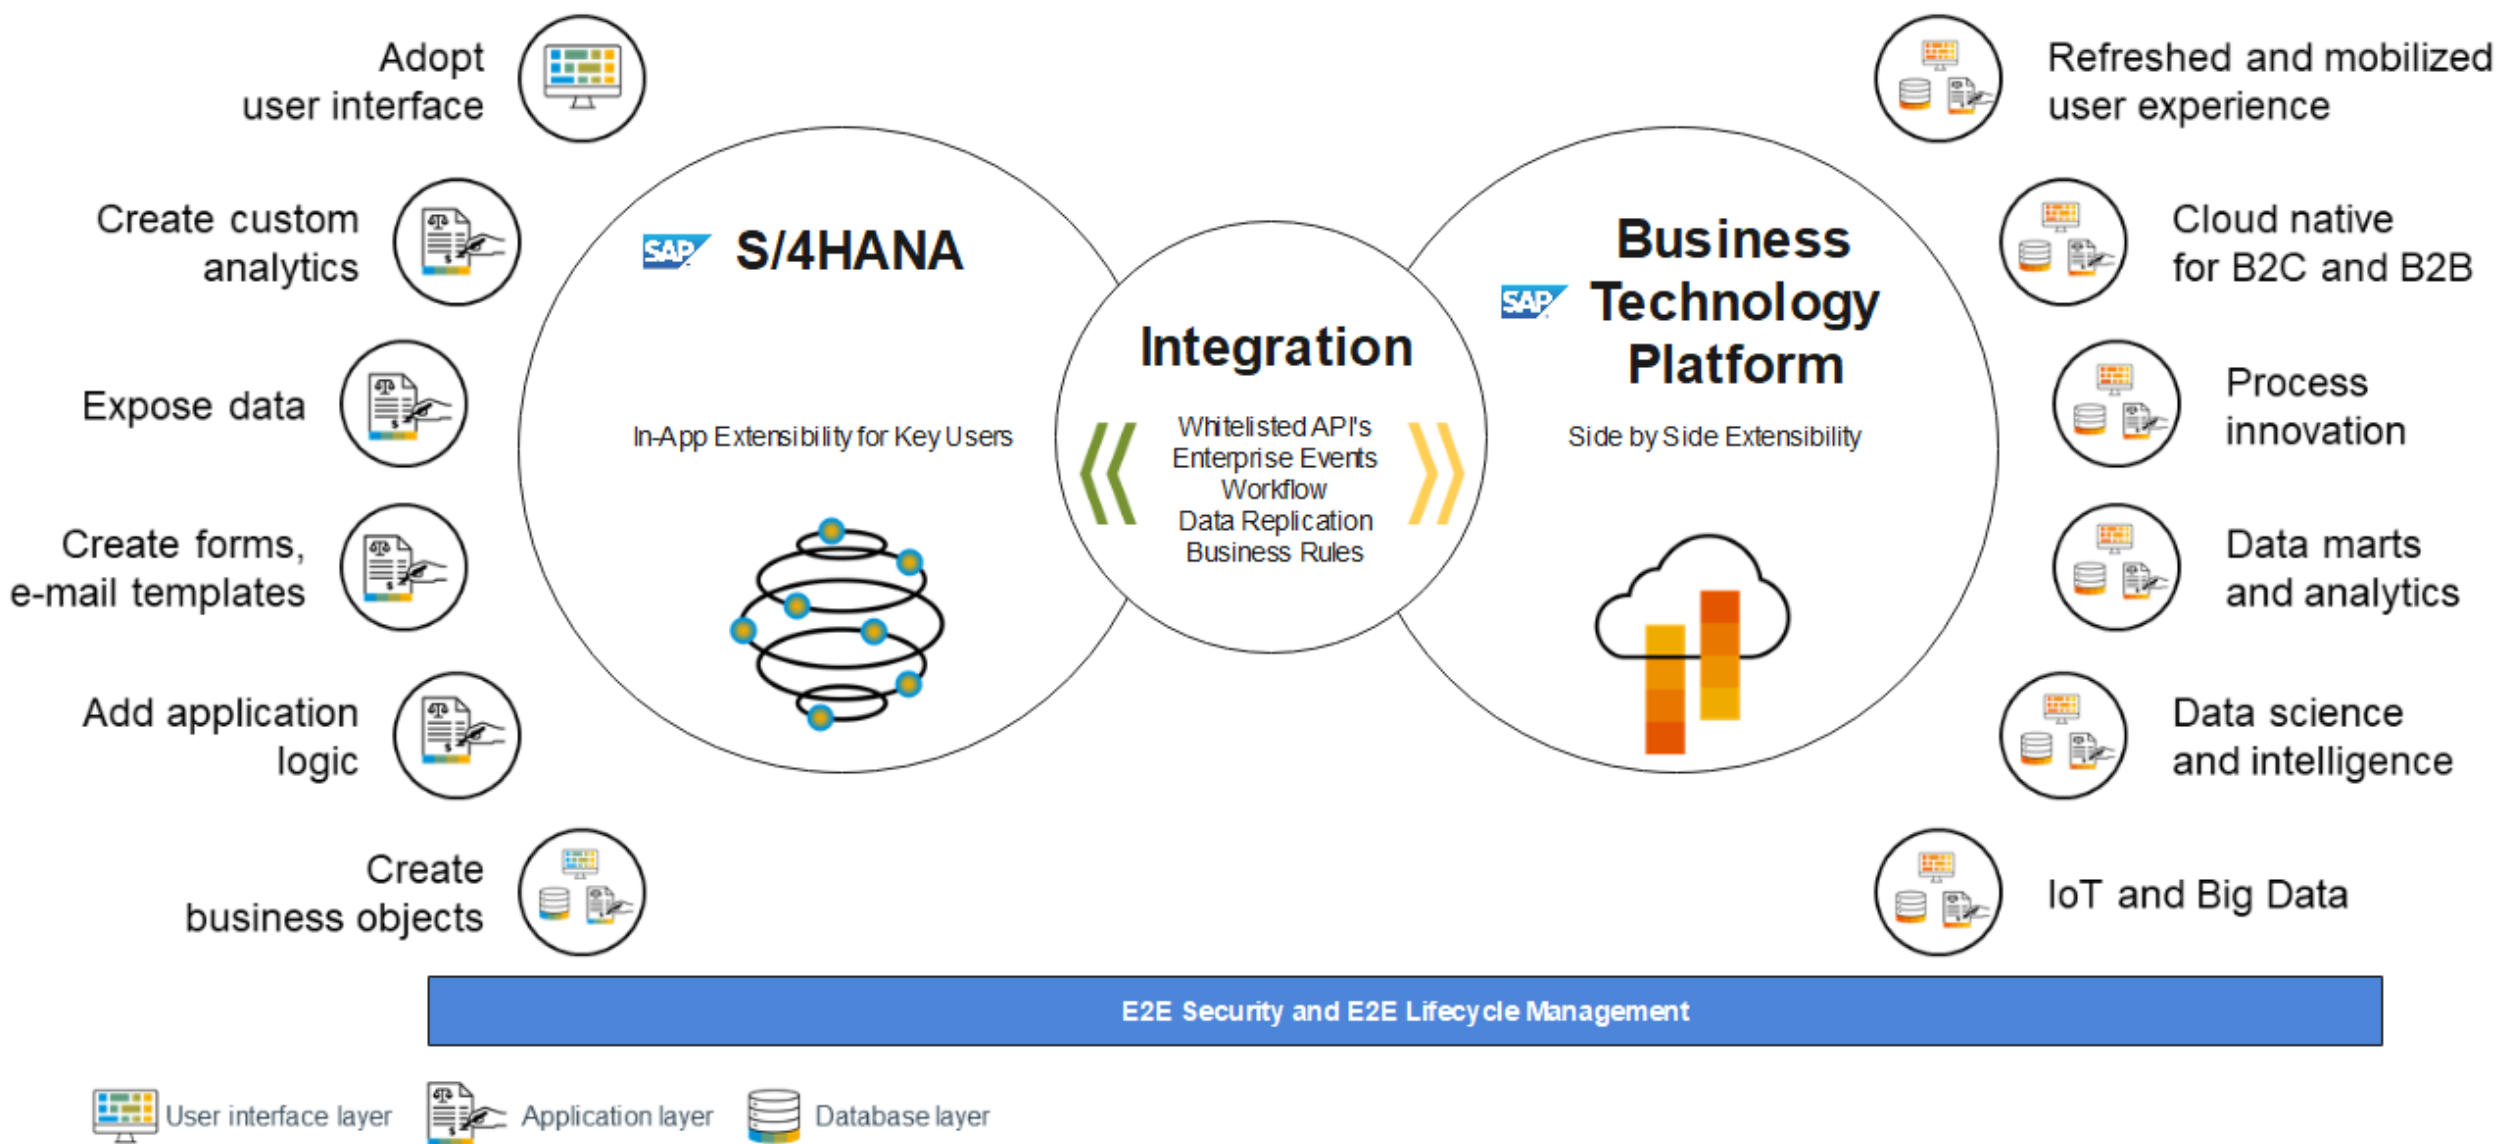 Adopt
user interface
Create custom
analytics
Expose data
Create forms,
e-mail templates
Add application
logic
Create
business objects
SAP S/4HANA
In-App Extensibility for Key Users
Integration
Whitelisted API's
Enterprise Events
Workflow
Data Replication
Business Rules
Business
SAP Technology
Platform
Side by Side Extensibility
Refreshed and mobilized
user experience
Cloud native
for B2C and B2B
Process
innovation
Data marts
and analytics
Data science
and intelligence
IoT and Big Data
E2E Security and E2E Lifecycle Management
User interface layer
Application layer
Database layer